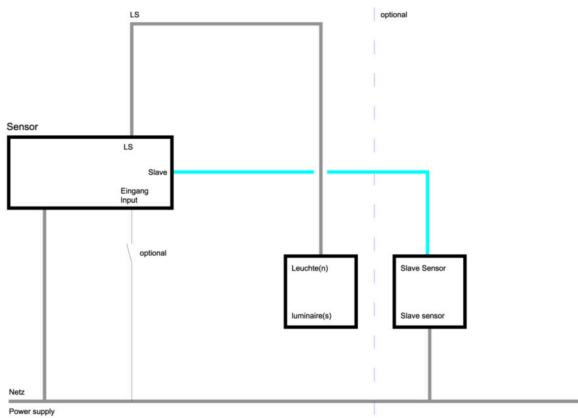 LS
optional
Sensor
LS
Slave
Eingang
Input
optional
Leuchte(n)
luminaire(s)
Slave Sensor
Slave sensor
Netz
Power supply